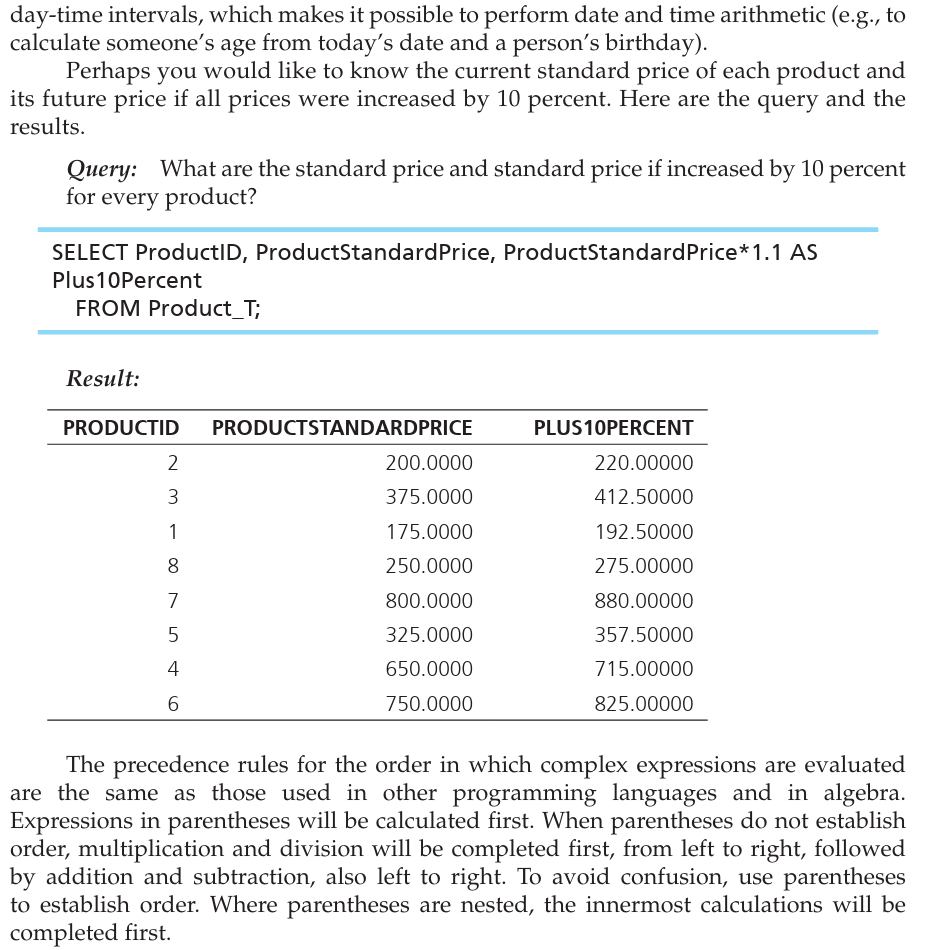 day-time intervals, which makes it possible to perform date and time arithmetic (e.g., to
calculate someone’s age from today’s date and a person’s birthday).
Perhaps you would like to know the current standard price of each product and
its future price if all prices were increased by 10 percent. Here are the query and the
results.
Query: What are the standard price and standard price if increased by 10 percent
for every product?
SELECT ProductID, ProductStandardPrice, ProductStandardPrice*1.1 AS
Plus10Percent
FROM Product_T;
Result:
PRODUCTID PRODUCTSTANDARDPRICE PLUS10PERCENT
2 200.0000 220.00000
3 375.0000 412.50000
1 175.0000 192.50000
8 250.0000 275.00000
7 800.0000 880.00000
5 325.0000 357.50000
4 650.0000 715.00000
6 750.0000 825.00000
The precedence rules for the order in which complex expressions are evaluated
are the same as those used in other programming languages and in algebra.
Expressions in parentheses will be calculated first. When parentheses do not establish
order, multiplication and division will be completed first, from left to right, followed
by addition and subtraction, also left to right. To avoid confusion, use parentheses
to establish order. Where parentheses are nested, the innermost calculations will be
completed first.